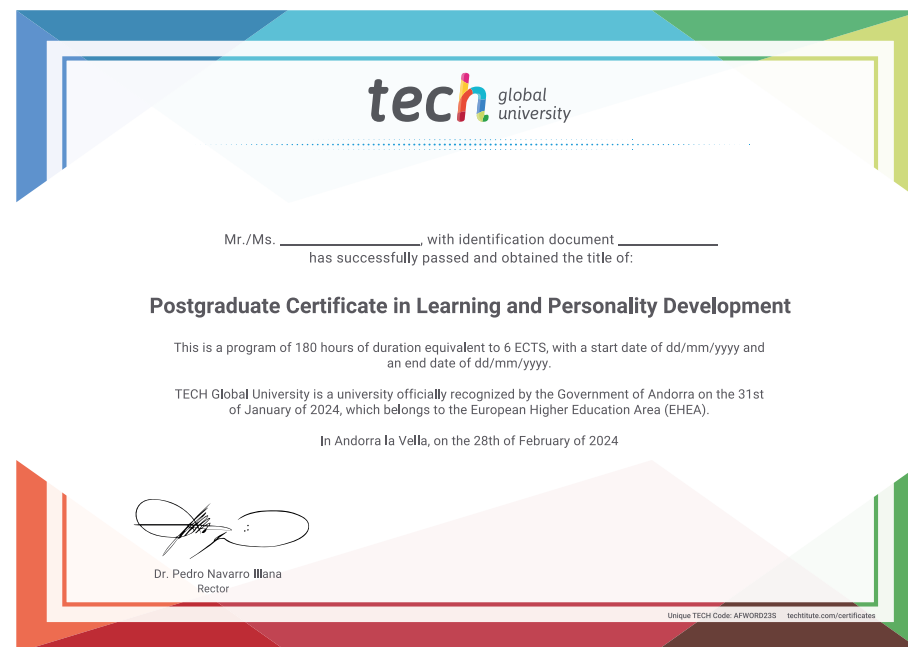 tech global university
Mr./Ms. ________________, with identification document ____________
has successfully passed and obtained the title of:
Postgraduate Certificate in Learning and Personality Development
This is a program of 180 hours of duration equivalent to 6 ECTS, with a start date of dd/mm/yyyy and
an end date of dd/mm/yyyy.
TECH Global University is a university officially recognized by the Government of Andorra on the 31st
of January of 2024, which belongs to the European Higher Education Area (EHEA).
In Andorra la Vella, on the 28th of February of 2024
Dr. Pedro Navarro Illana
Rector
Unique TECH Code: AFWORD23S techtitute.com/certificates